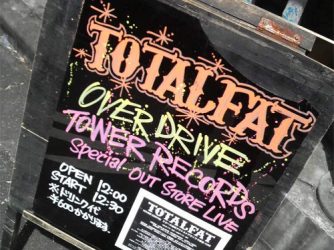 TOTALFAT
OVER DRIVE
TOWER RECORDS
Special OUT STORE LIVE
OPEN 12:00
START 12:30
※ドリンク代
¥600かかります。
TOTALFAT